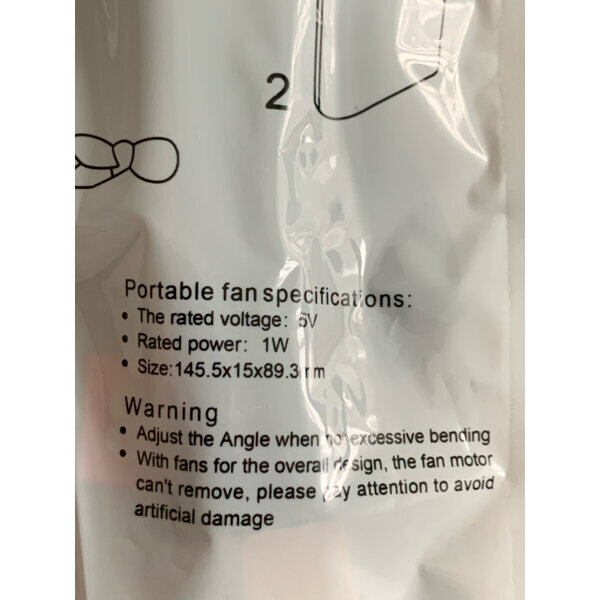 2
Portable fan specifications:
• The rated voltage: 5V
• Rated power: 1W
• Size:145.5x15x89.3mm
Warning
• Adjust the Angle when not excessive bending
• With fans for the overall design, the fan motor
can't remove, please pay attention to avoid
artificial damage